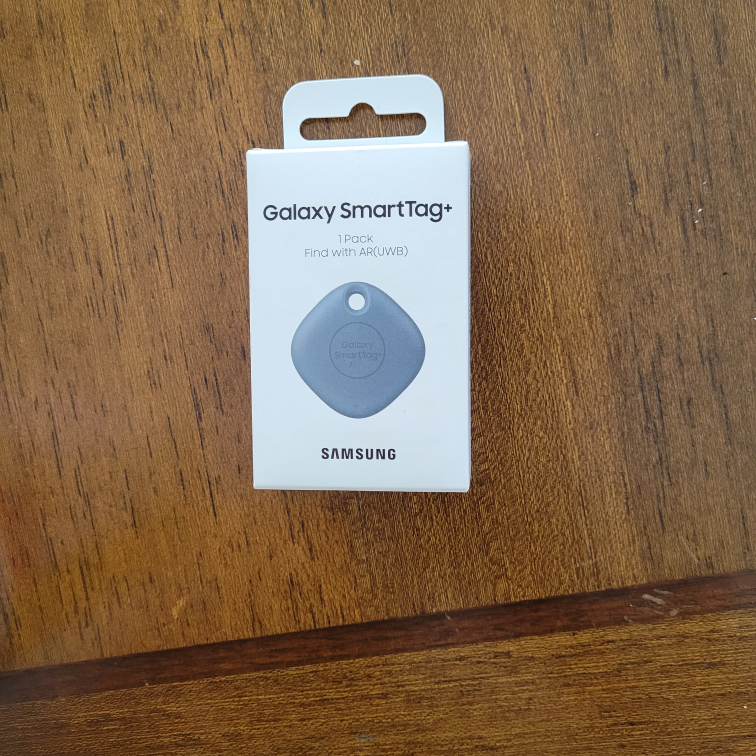 Galaxy SmartTag+
1 Pack
Find with AR(UWB)
Galaxy
SmartTag+
SAMSUNG